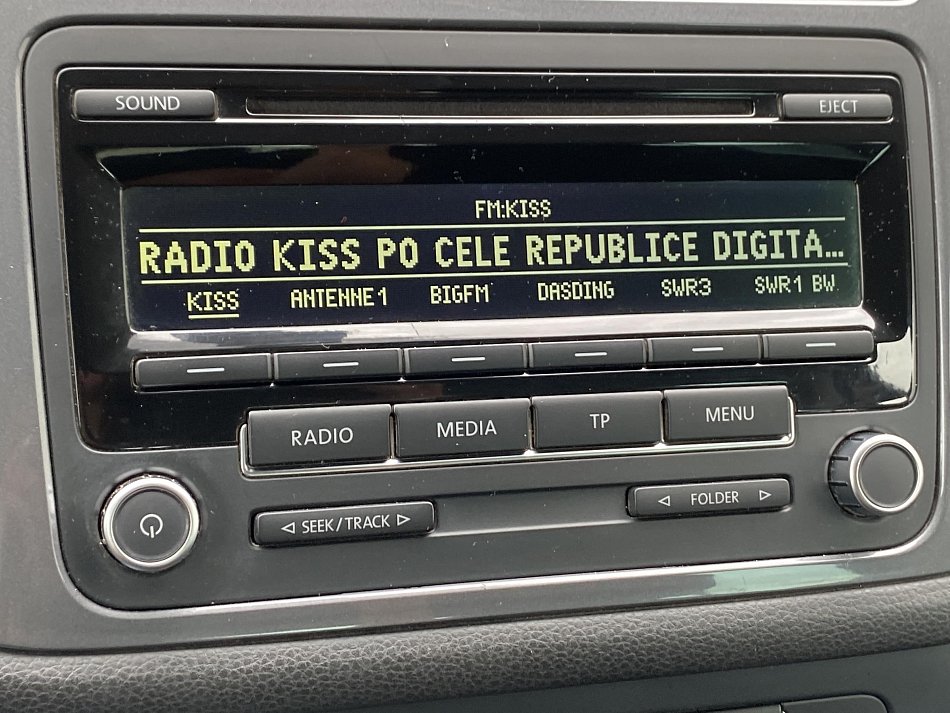 SOUND
EJECT
FM:KISS
RADIO KISS PO CELE REPUBLICE DIGITA...
KISS ANTENNE1 BIGFM DASDING SWR3 SWR1 BW
RADIO MEDIA TP MENU
SEEK/TRACK
FOLDER